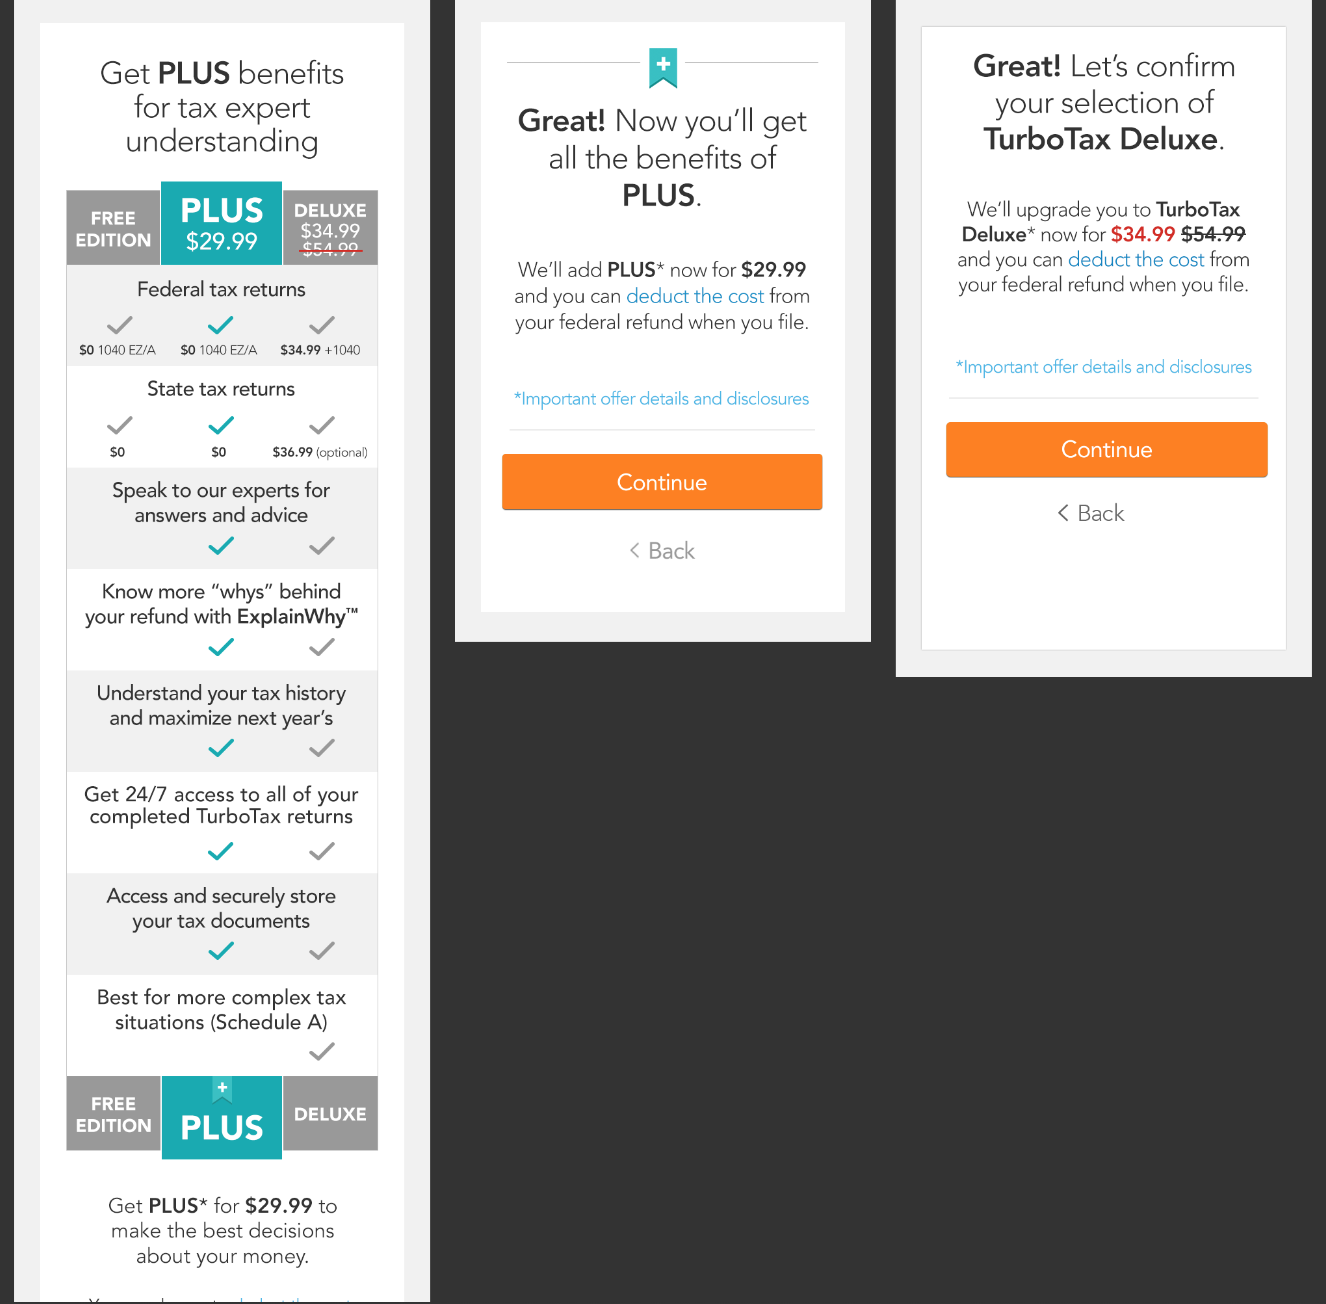 Get PLUS benefits
for tax expert
understanding
FREE
EDITION
PLUS
$29.99
DELUXE
$34.99
$54.99
Federal tax returns
$0 1040 EZ/A
$0 1040 EZ/A
$34.99 +1040
State tax returns
$0
$0
$36.99 (optional)
Speak to our experts for
answers and advice
Know more “whys” behind
your refund with ExplainWhy™
Understand your tax history
and maximize next year’s
Get 24/7 access to all of your
completed TurboTax returns
Access and securely store
your tax documents
Best for more complex tax
situations (Schedule A)
FREE
EDITION
PLUS
DELUXE
Get PLUS* for $29.99 to
make the best decisions
about your money.
Great! Now you’ll get
all the benefits of
PLUS.
We’ll add PLUS* now for $29.99
and you can deduct the cost from
your federal refund when you file.
*Important offer details and disclosures
Continue
< Back
Great! Let’s confirm
your selection of
TurboTax Deluxe.
We’ll upgrade you to TurboTax
Deluxe* now for $34.99 $54.99
and you can deduct the cost from
your federal refund when you file.
*Important offer details and disclosures
Continue
< Back